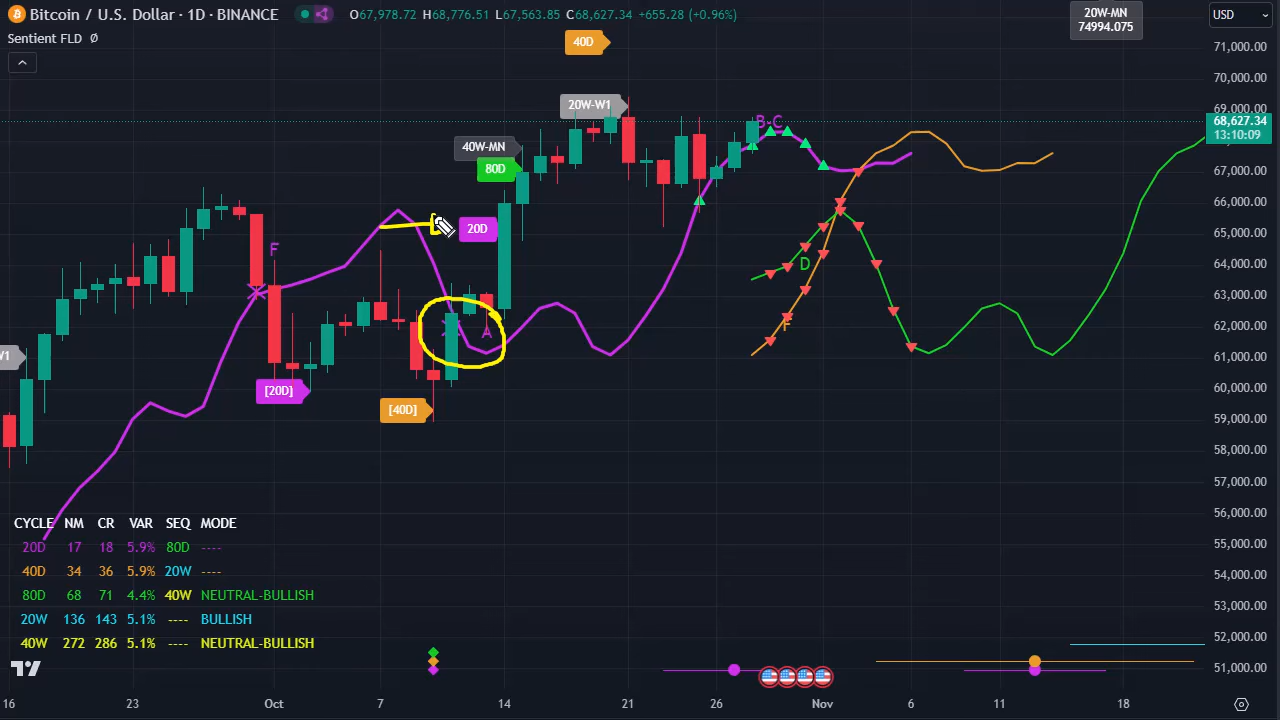 Bitcoin / U.S. Dollar · 1D · BINANCE
O67,978.72 H68,776.51 L67,563.85 C68,627.34 +655.28 (+0.96%)
Sentient FLD Ø
20W-MN
74994.075
USD
40D
20W-W1
40W-MN
80D
20D
B-C
F
A
D
F
W1
[20D]
[40D]
71,000.00
70,000.00
69,000.00
68,627.34
13:10:09
67,000.00
66,000.00
65,000.00
64,000.00
63,000.00
62,000.00
61,000.00
60,000.00
59,000.00
58,000.00
57,000.00
56,000.00
55,000.00
54,000.00
53,000.00
52,000.00
51,000.00
CYCLE NM CR VAR SEQ MODE
20D 17 18 5.9% 80D ----
40D 34 36 5.9% 20W ----
80D 68 71 4.4% 40W NEUTRAL-BULLISH
20W 136 143 5.1% ---- BULLISH
40W 272 286 5.1% ---- NEUTRAL-BULLISH
16 23 Oct 7 14 21 26 Nov 6 11 18